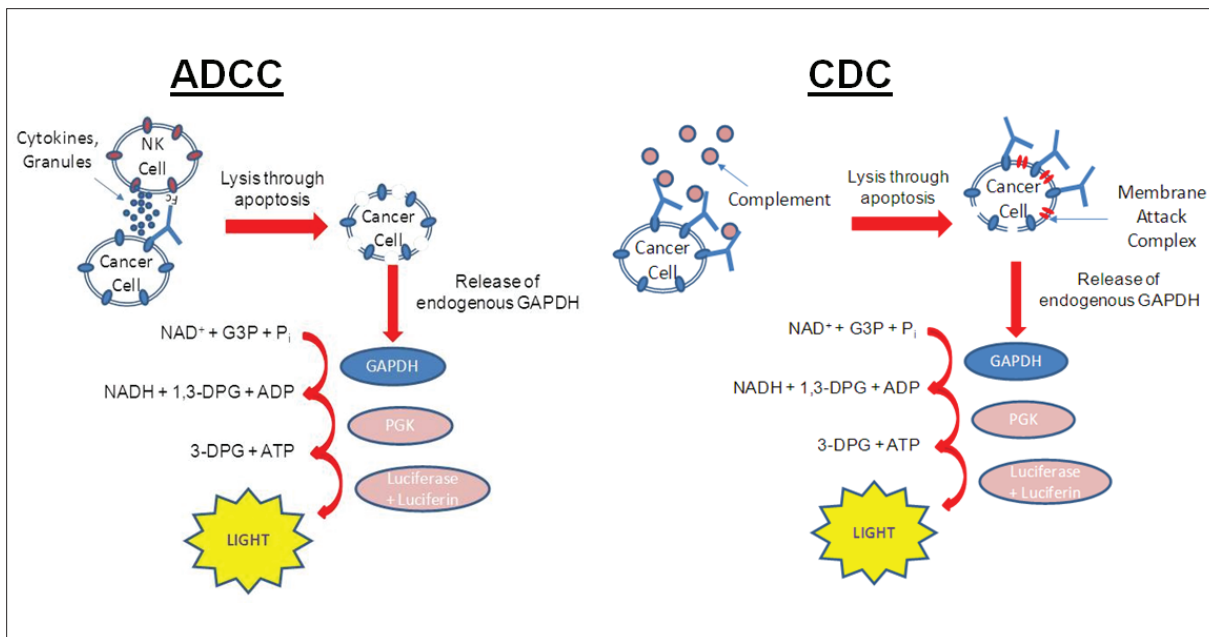 ADCC
Cytokines,
Granules
NK
Cell
Fc
Cancer
Cell
Lysis through
apoptosis
Cancer
Cell
Release of
endogenous GAPDH
NAD⁺ + G3P + Pᵢ
GAPDH
NADH + 1,3-DPG + ADP
PGK
3-DPG + ATP
Luciferase
+ Luciferin
LIGHT
CDC
Complement
Cancer
Cell
Lysis through
apoptosis
Cancer
Cell
Membrane
Attack
Complex
Release of
endogenous GAPDH
NAD⁺ + G3P + Pᵢ
GAPDH
NADH + 1,3-DPG + ADP
PGK
3-DPG + ATP
Luciferase
+ Luciferin
LIGHT